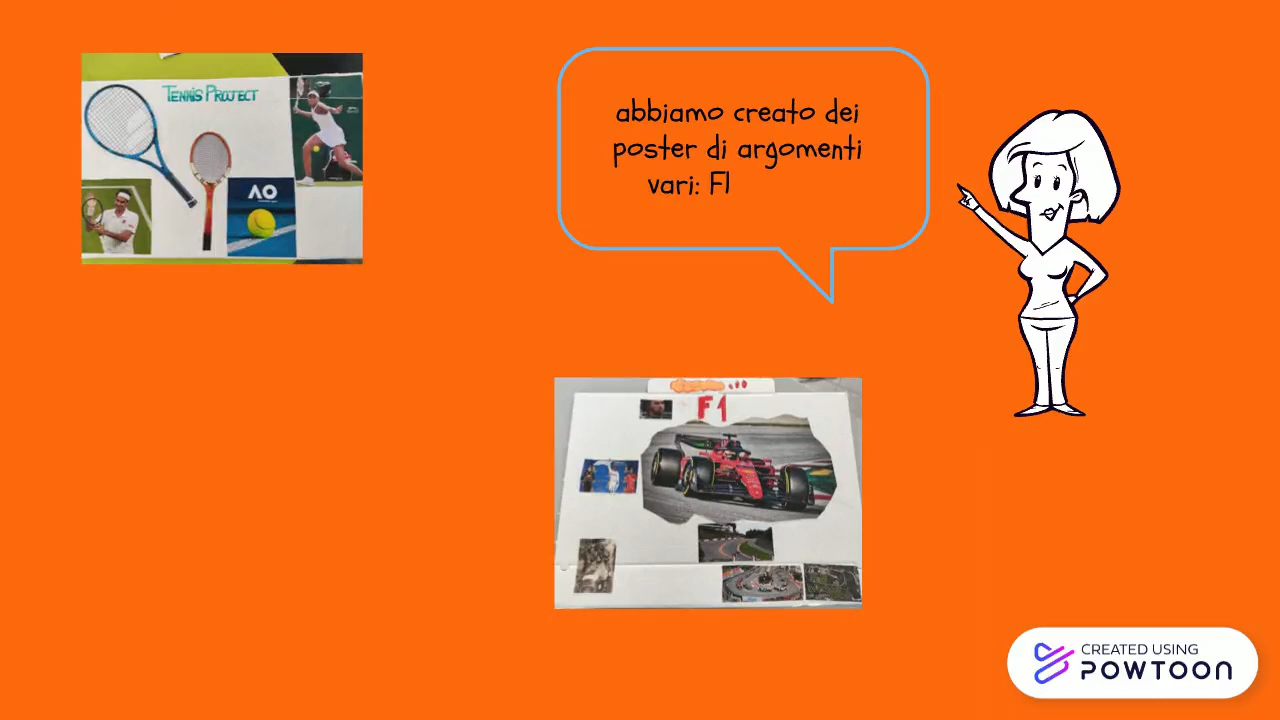 TENNIS PROJECT
AO
abbiamo creato dei
poster di argomenti
vari: F1
F1
CREATED USING
POWTOON